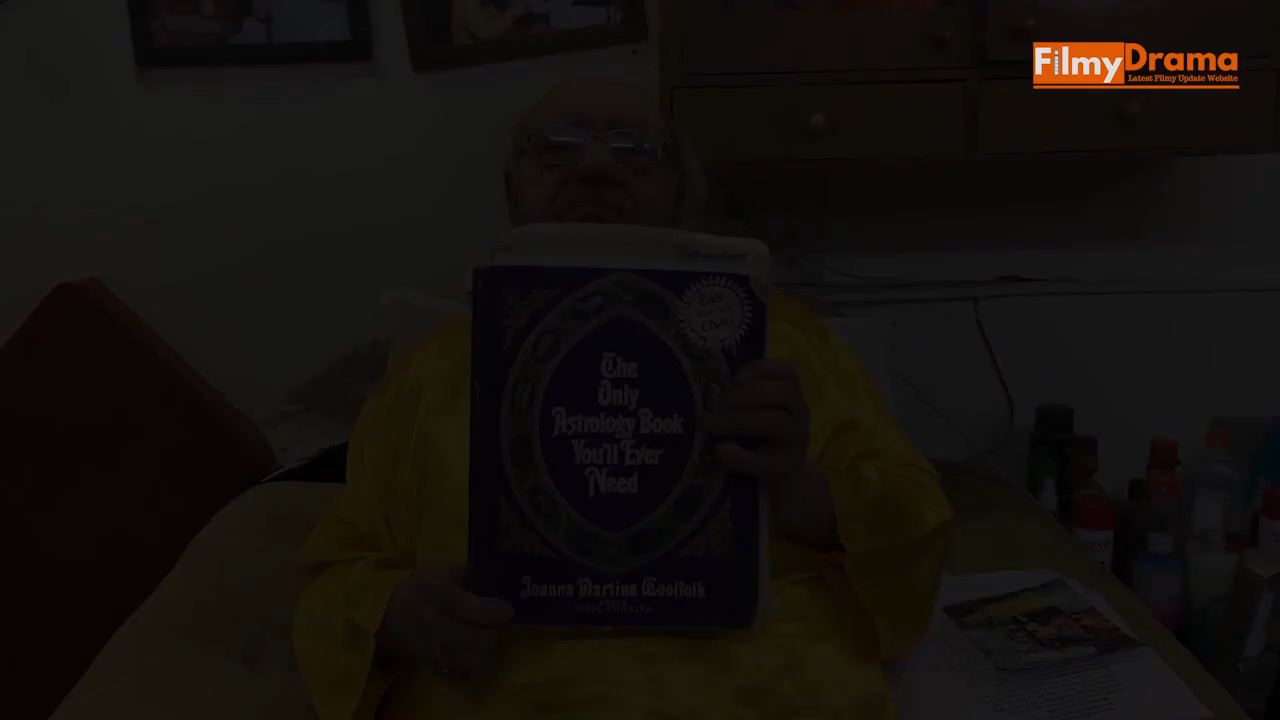 FilmyDrama
Latest Filmy Update Website
The
Only
Astrology Book
You'll Ever
Need
Joanna Martine Woolfolk